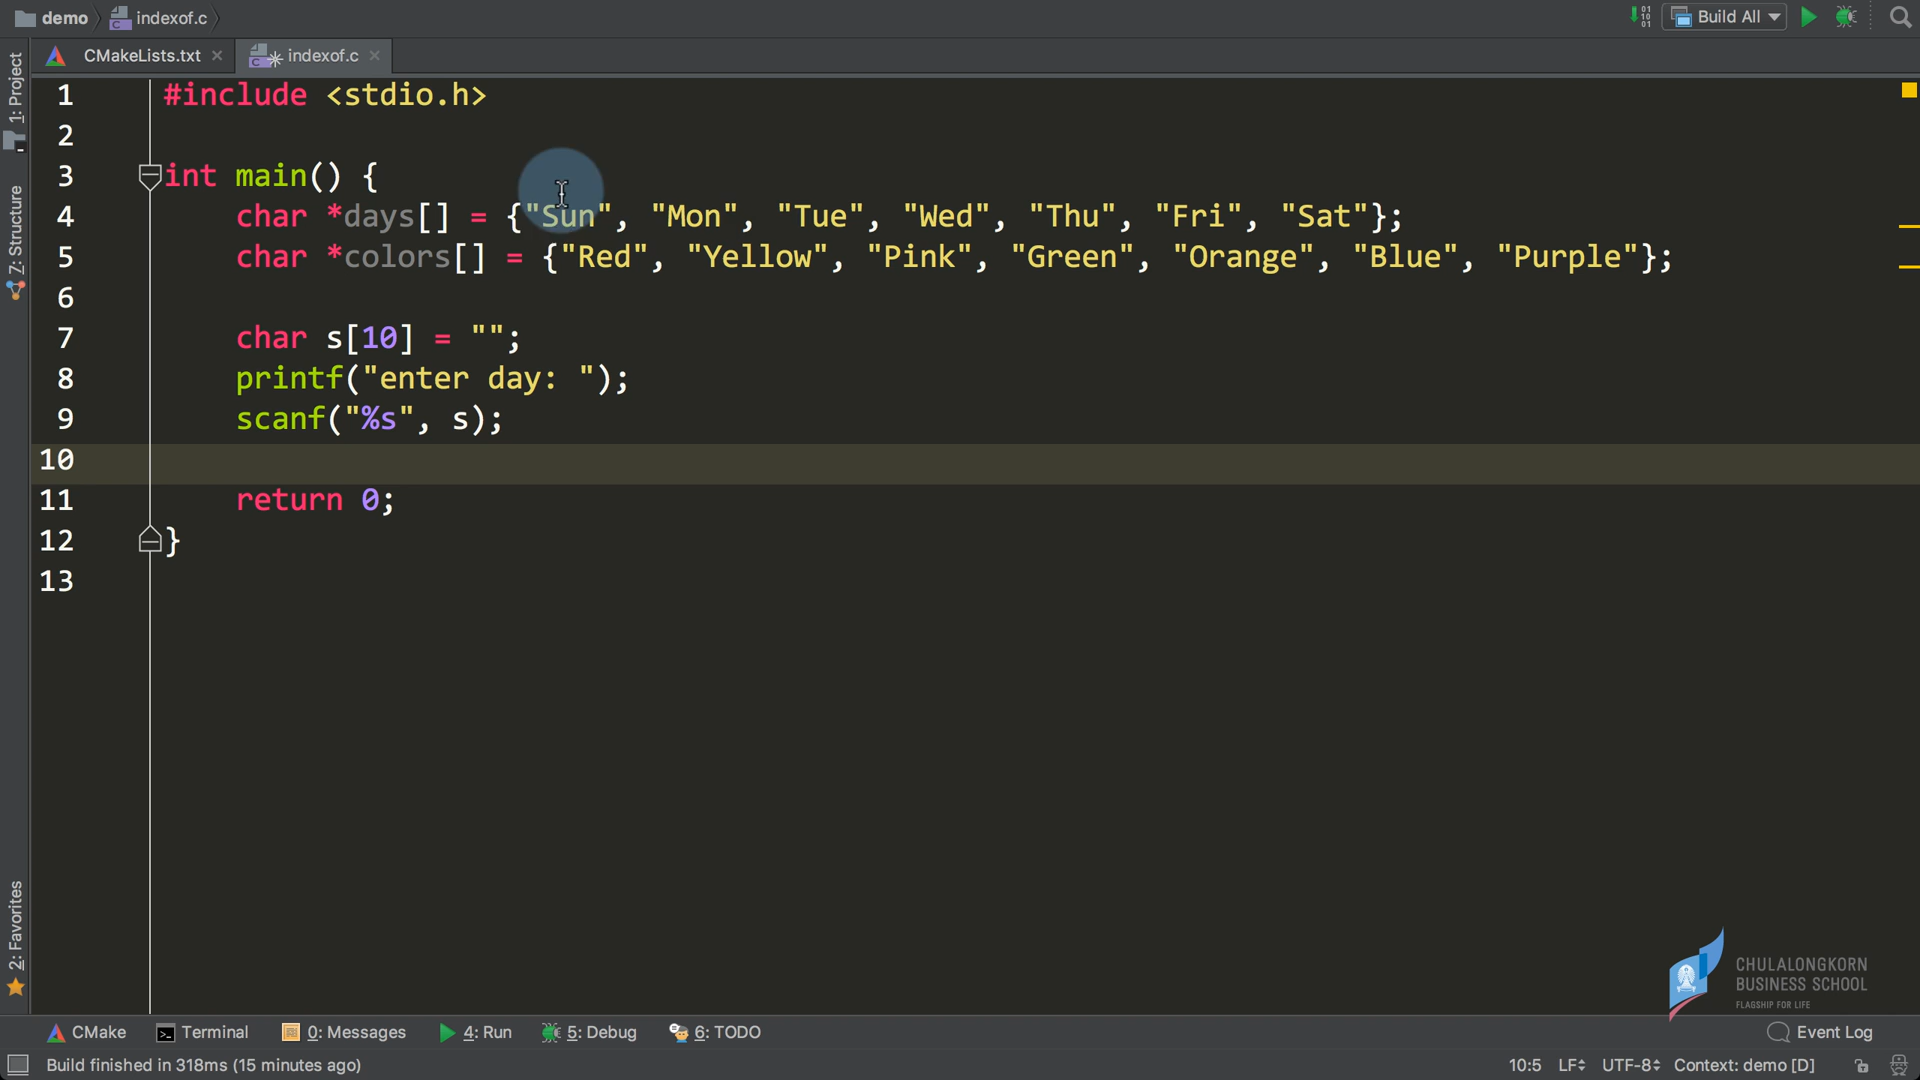 demo indexof.c Build All
CMakeLists.txt indexof.c
1: Project
Z: Structure
2: Favorites
1 #include <stdio.h>
2
3 int main() {
4 char *days[] = {"Sun", "Mon", "Tue", "Wed", "Thu", "Fri", "Sat"};
5 char *colors[] = {"Red", "Yellow", "Pink", "Green", "Orange", "Blue", "Purple"};
6
7 char s[10] = "";
8 printf("enter day: ");
9 scanf("%s", s);
10
11 return 0;
12 }
13
CHULALONGKORN
BUSINESS SCHOOL
FLAGSHIP FOR LIFE
CMake Terminal 0: Messages 4: Run 5: Debug 6: TODO Event Log
Build finished in 318ms (15 minutes ago) 10:5 LF UTF-8 Context: demo [D]